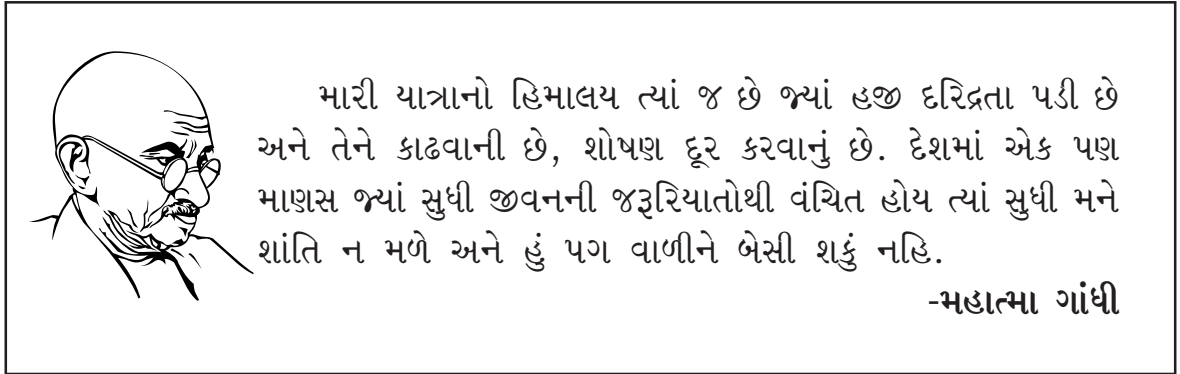 મારી યાત્રાનો હિમાલય ત્યાં જ છે જ્યાં હજી દરિદ્રતા પડી છે
અને તેને કાઢવાની છે, શોષણ દૂર કરવાનું છે. દેશમાં એક પણ
માણસ જ્યાં સુધી જીવનની જરૂરિયાતોથી વંચિત હોય ત્યાં સુધી મને
શાંતિ ન મળે અને હું પગ વાળીને બેસી શકું નહિ.
-મહાત્મા ગાંધી